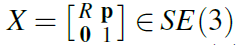 X = [ R p
0 1 ] ∈ SE(3)